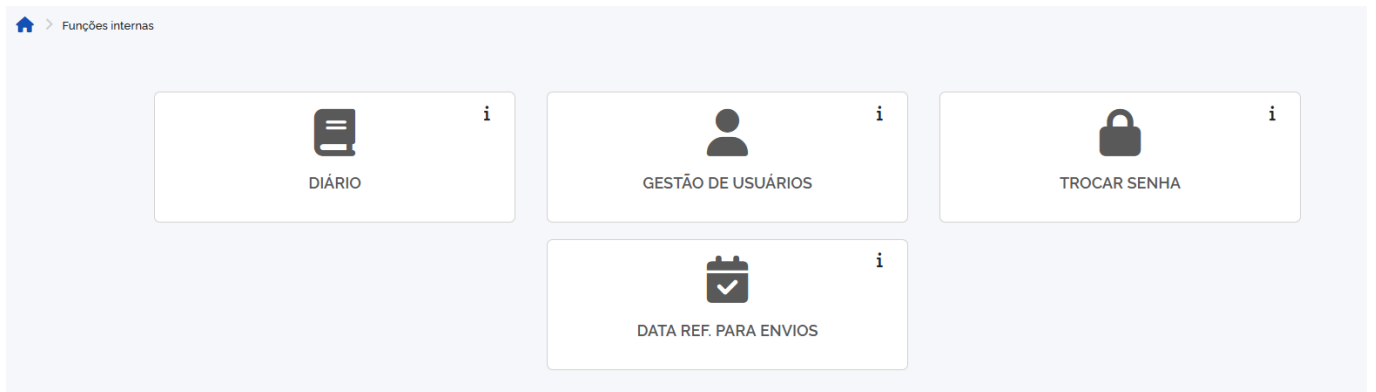 Funções internas
i
DIÁRIO
i
GESTÃO DE USUÁRIOS
i
TROCAR SENHA
i
DATA REF. PARA ENVIOS